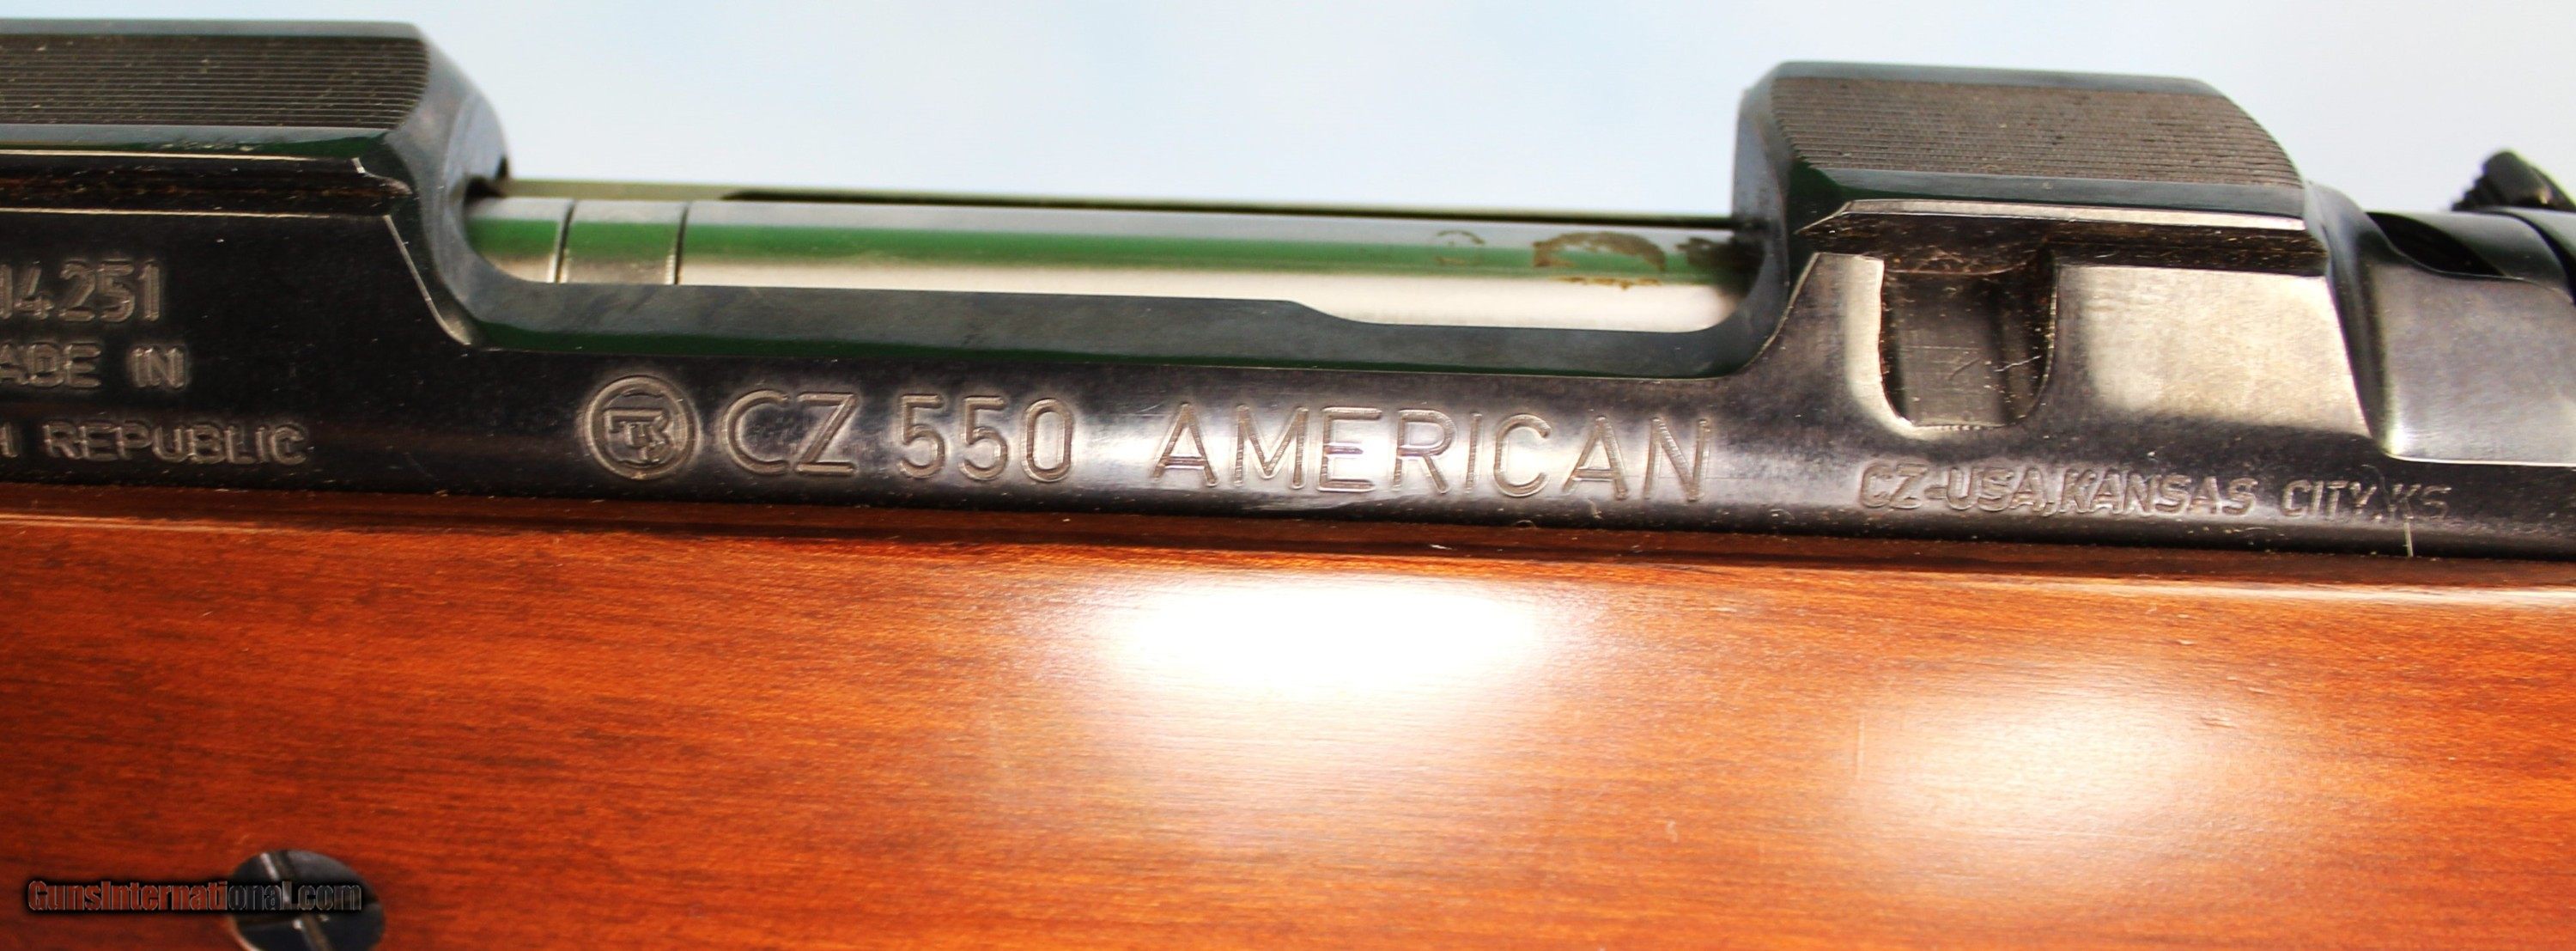 14251
ADE IN
H REPUBLIC
CZ 550 AMERICAN
CZ-USA, KANSAS CITY, KS
GunsInternational.com